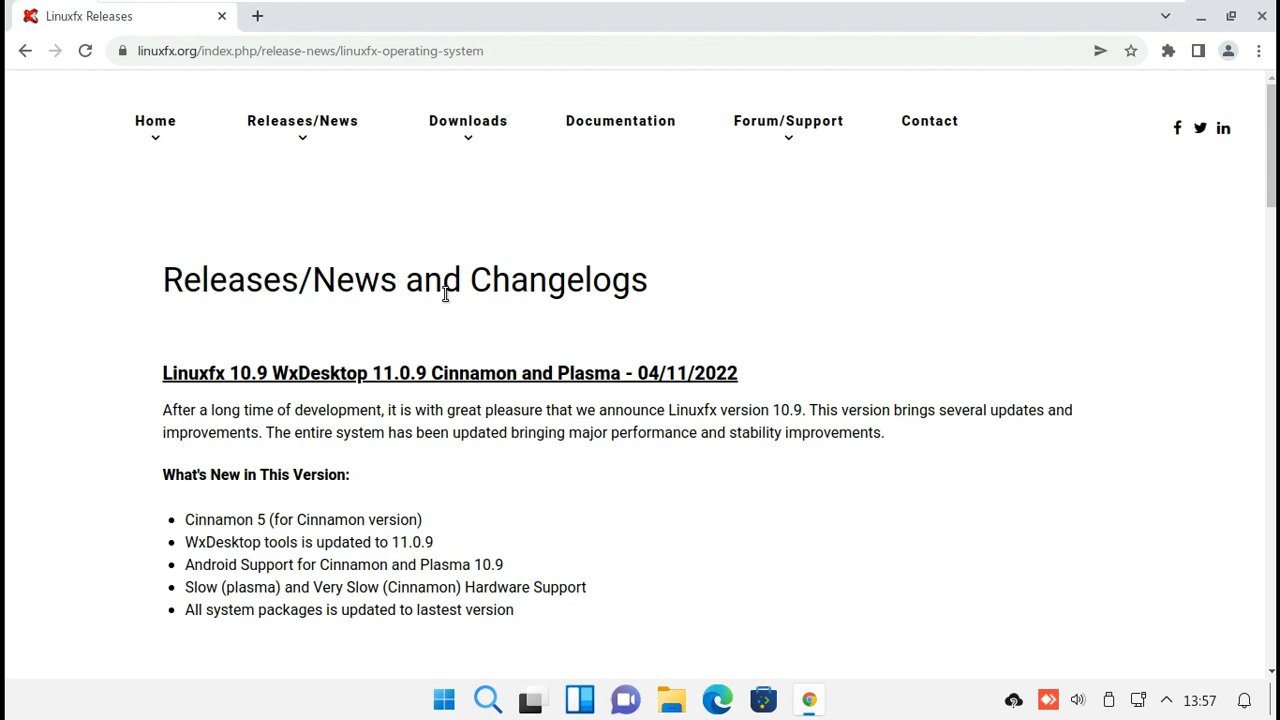 Linuxfx Releases
linuxfx.org/index.php/release-news/linuxfx-operating-system
Home Releases/News Downloads Documentation Forum/Support Contact
Releases/News and Changelogs
Linuxfx 10.9 WxDesktop 11.0.9 Cinnamon and Plasma - 04/11/2022
After a long time of development, it is with great pleasure that we announce Linuxfx version 10.9. This version brings several updates and
improvements. The entire system has been updated bringing major performance and stability improvements.
What's New in This Version:
Cinnamon 5 (for Cinnamon version)
WxDesktop tools is updated to 11.0.9
Android Support for Cinnamon and Plasma 10.9
Slow (plasma) and Very Slow (Cinnamon) Hardware Support
All system packages is updated to lastest version
13:57